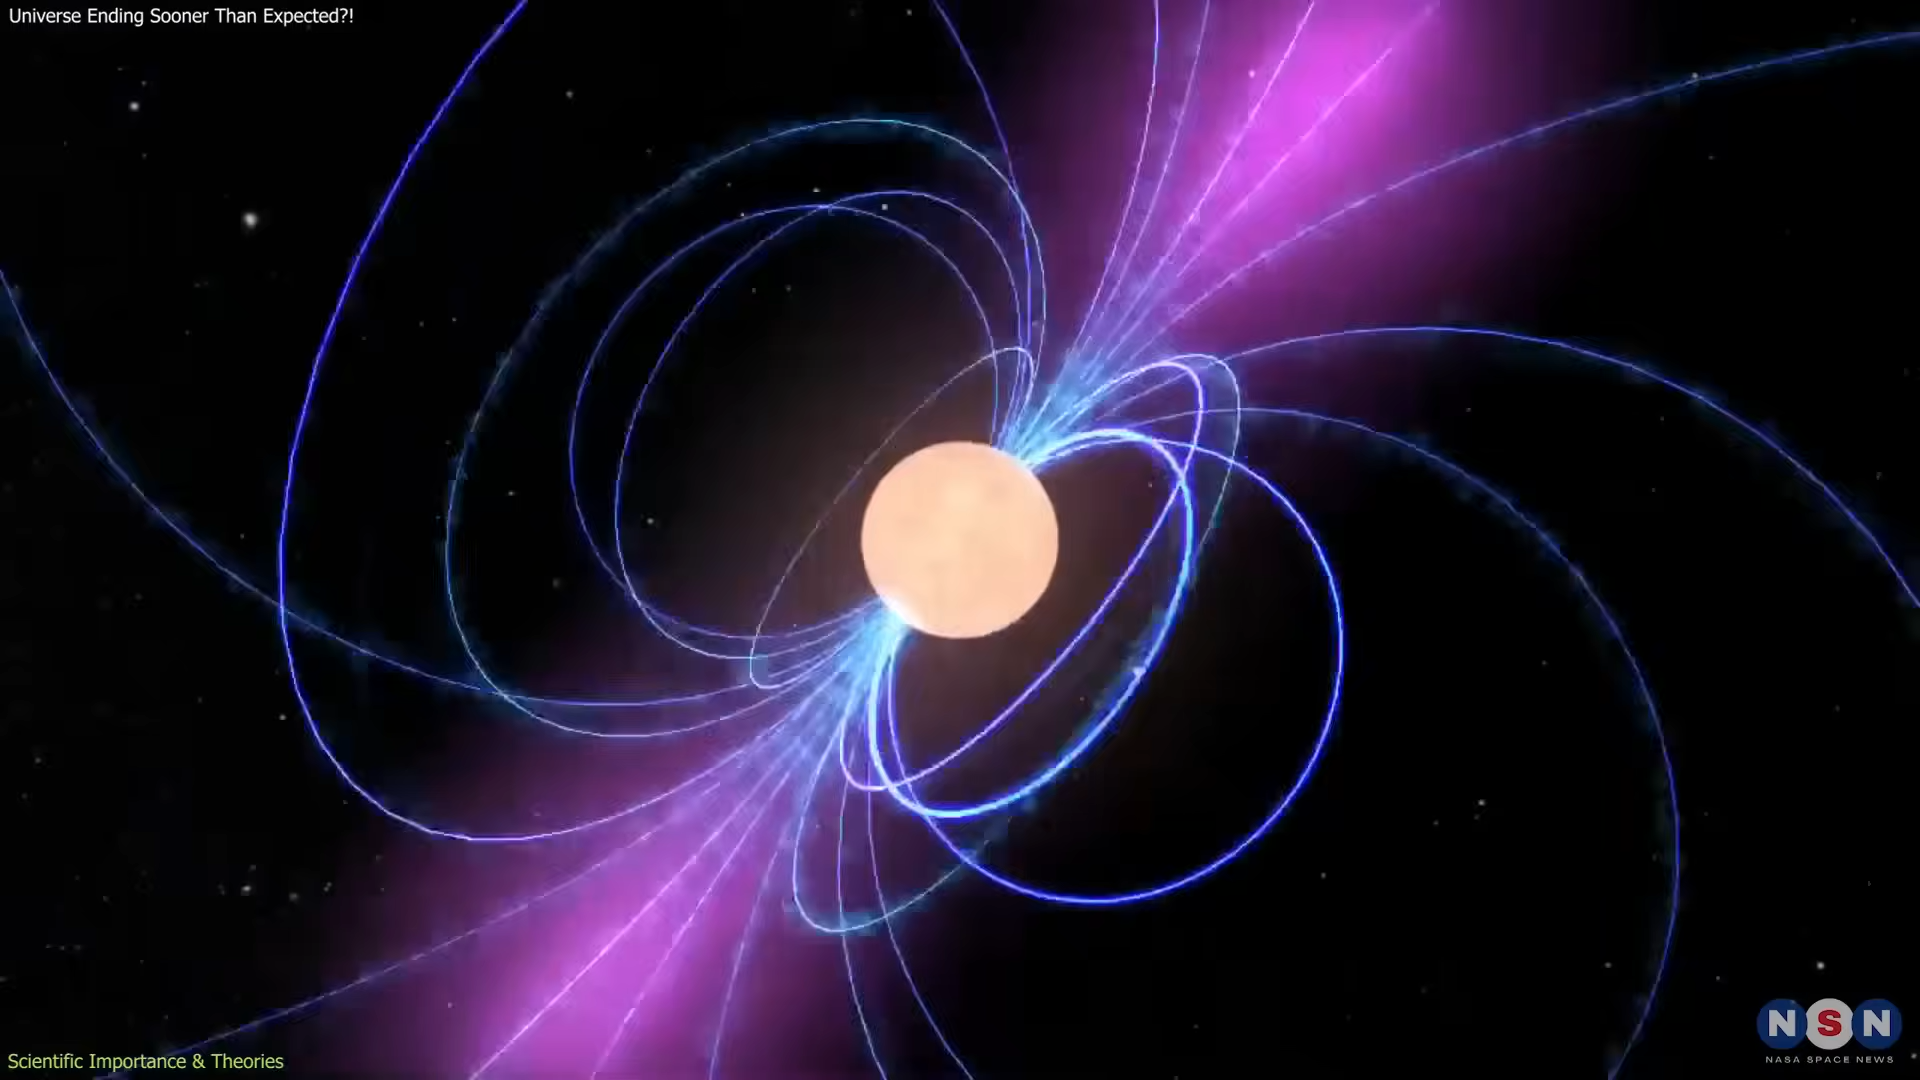 Universe Ending Sooner Than Expected?!
Scientific Importance & Theories
NSN
NASA SPACE NEWS